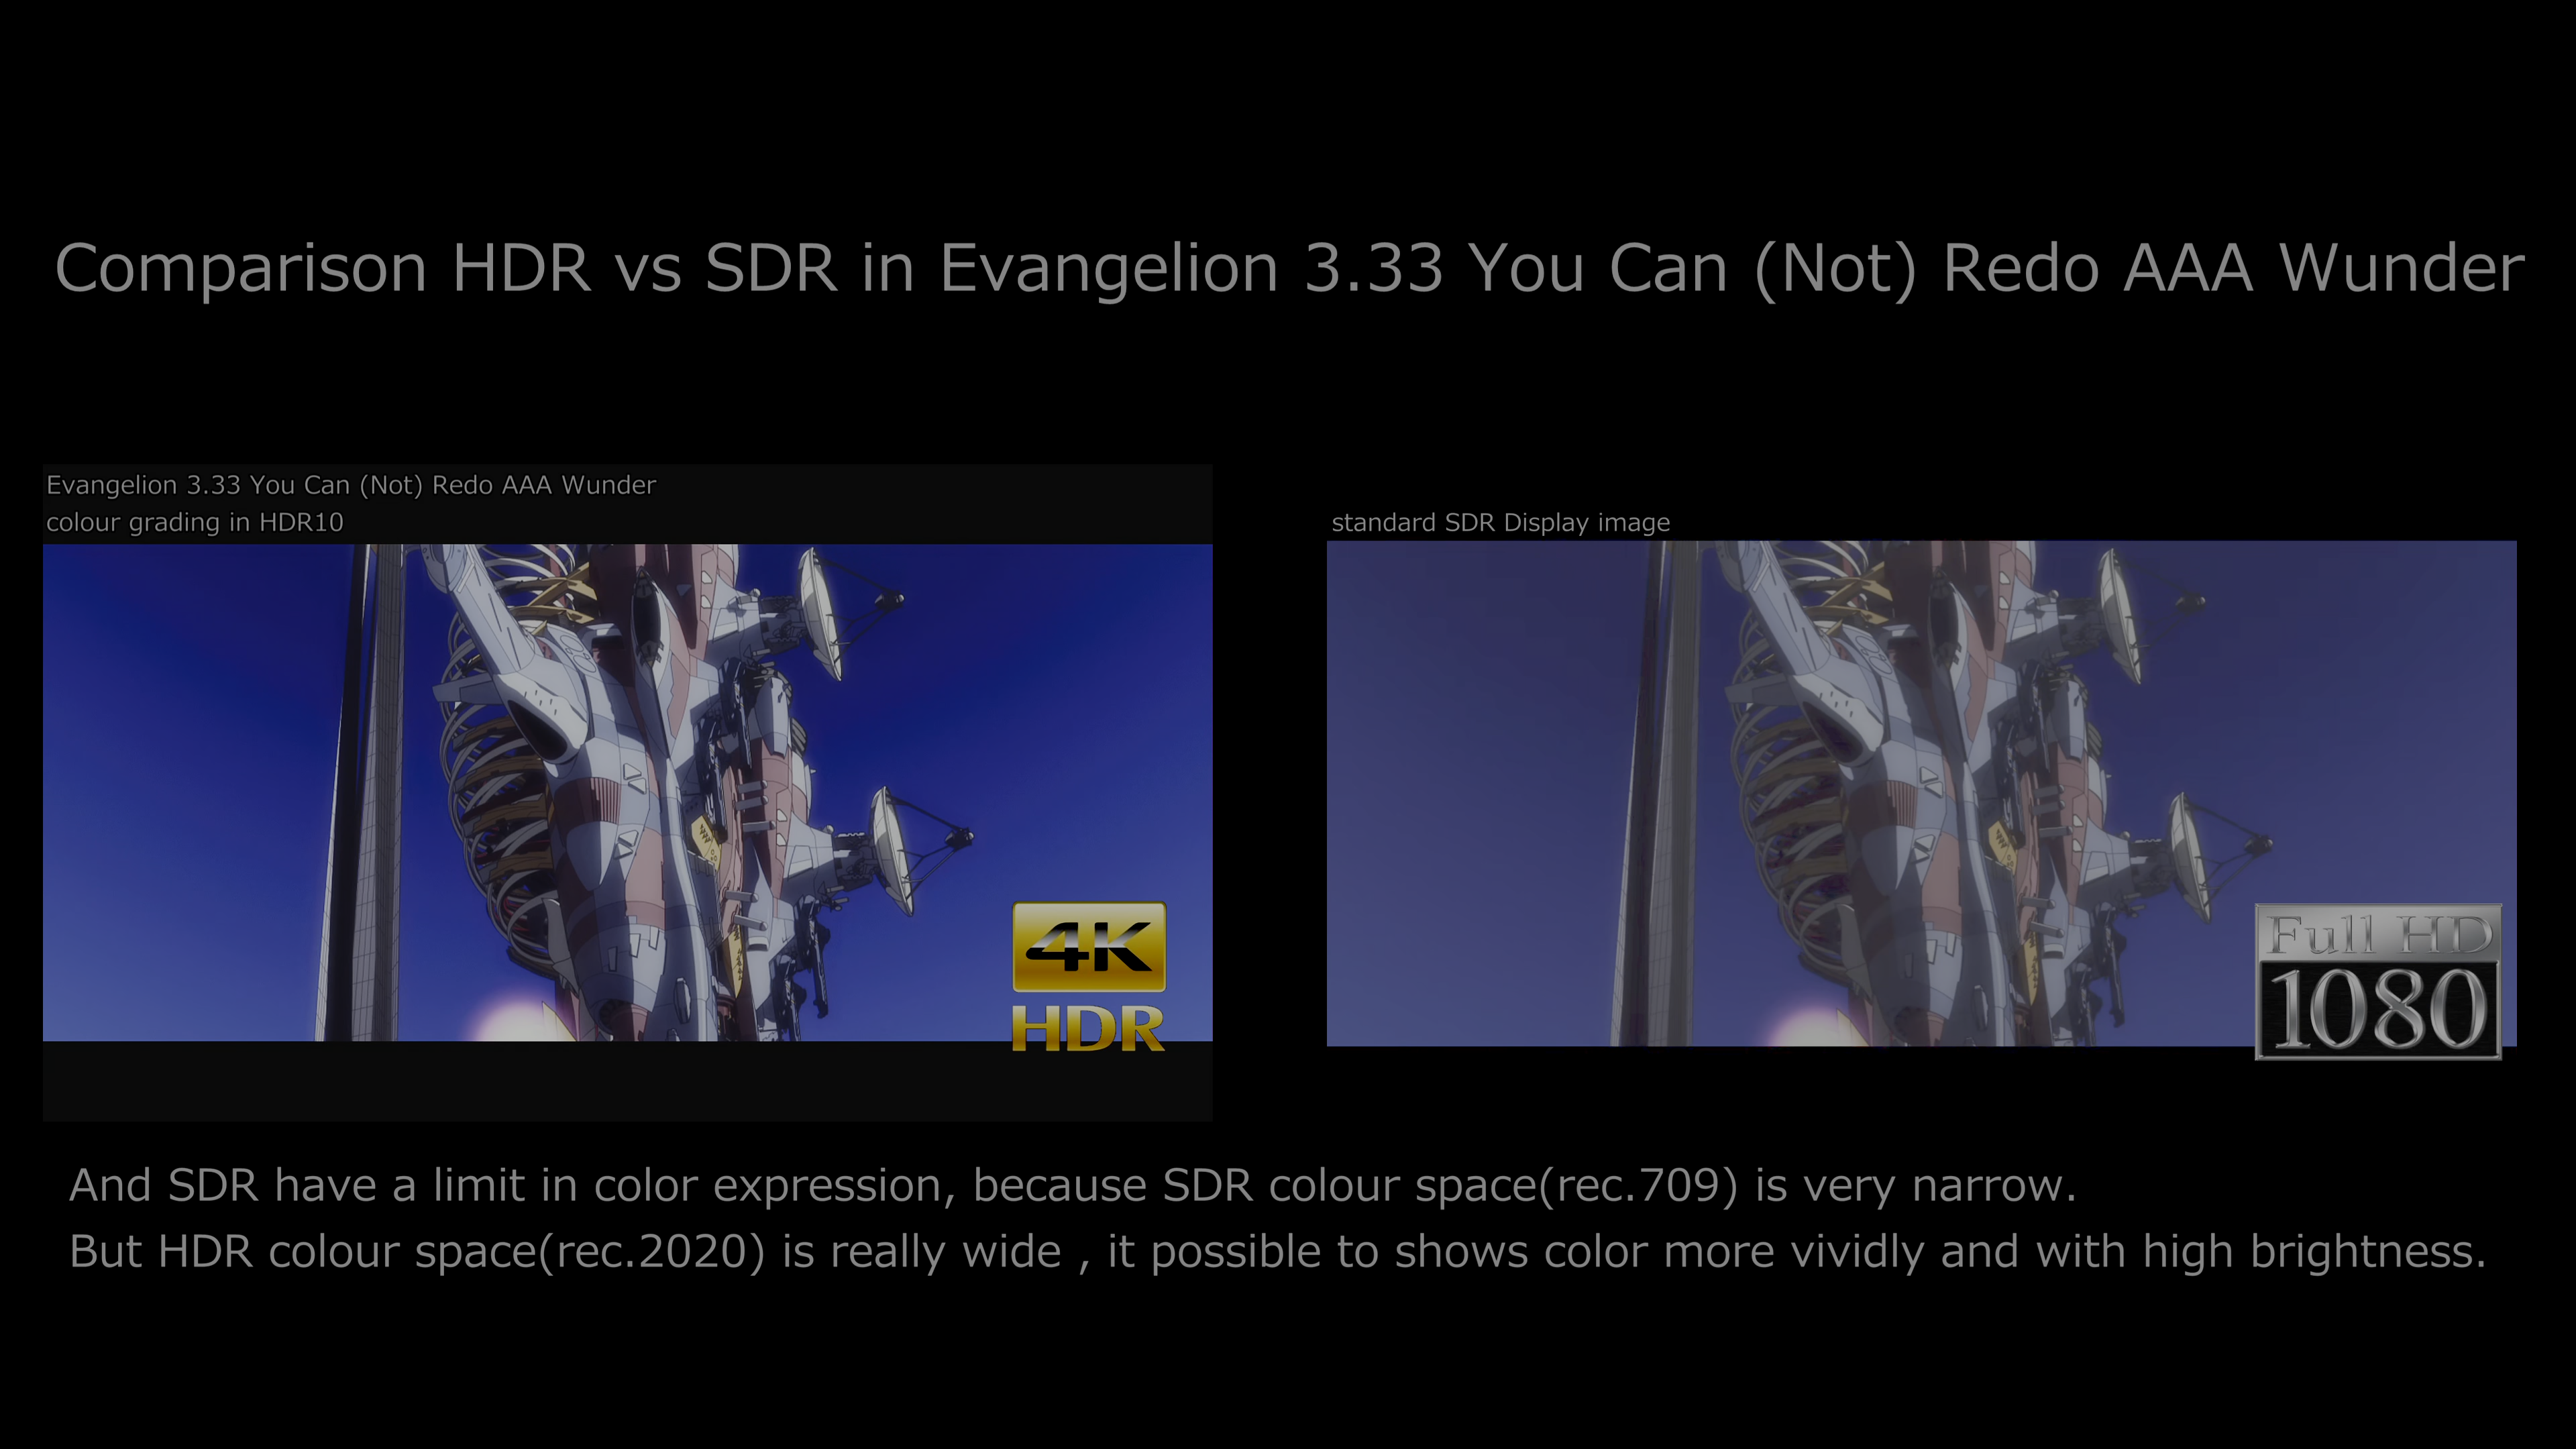 Comparison HDR vs SDR in Evangelion 3.33 You Can (Not) Redo AAA Wunder
Evangelion 3.33 You Can (Not) Redo AAA Wunder
colour grading in HDR10
4K
HDR
standard SDR Display image
Full HD
1080
And SDR have a limit in color expression, because SDR colour space(rec.709) is very narrow.
But HDR colour space(rec.2020) is really wide , it possible to shows color more vividly and with high brightness.